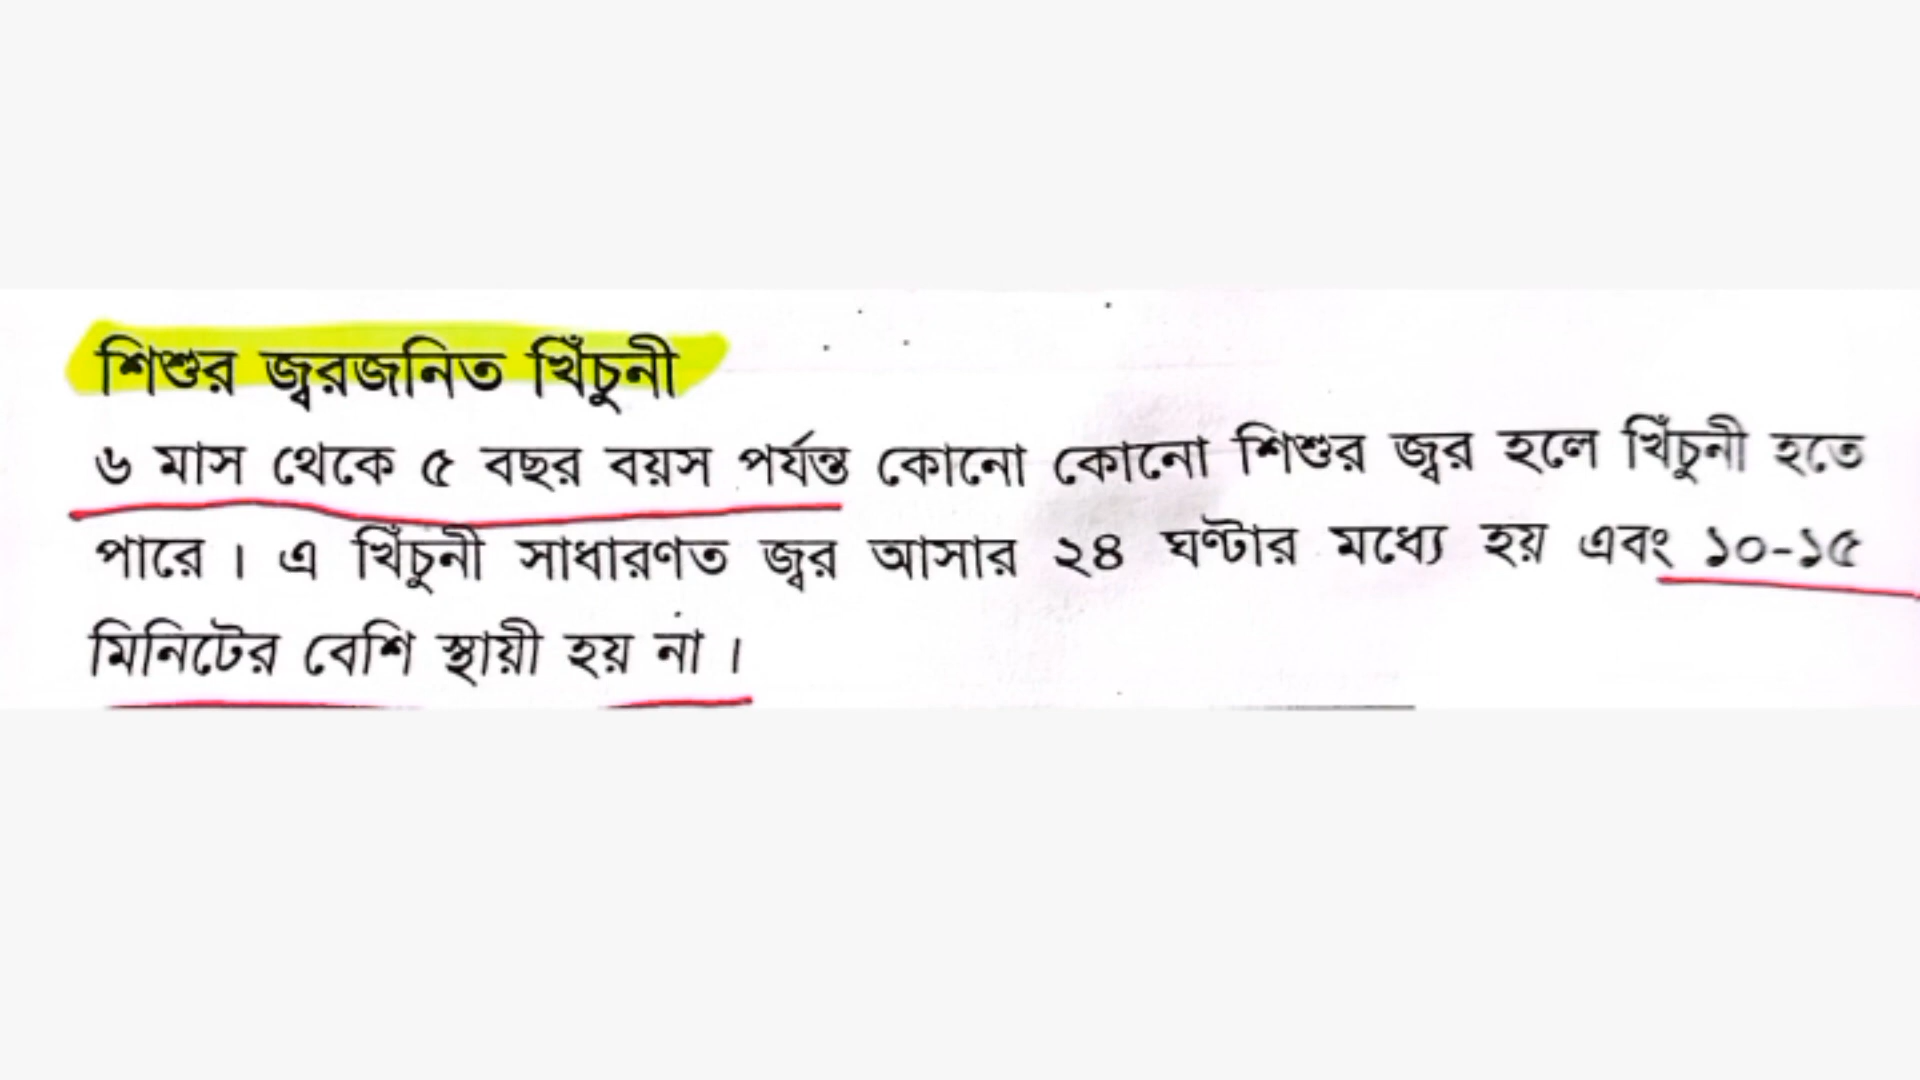 শিশুর জ্বরজনিত খিঁচুনী
৬ মাস থেকে ৫ বছর বয়স পর্যন্ত কোনো কোনো শিশুর জ্বর হলে খিঁচুনী হতে
পারে । এ খিঁচুনী সাধারণত জ্বর আসার ২৪ ঘণ্টার মধ্যে হয় এবং ১০-১৫
মিনিটের বেশি স্থায়ী হয় না ।